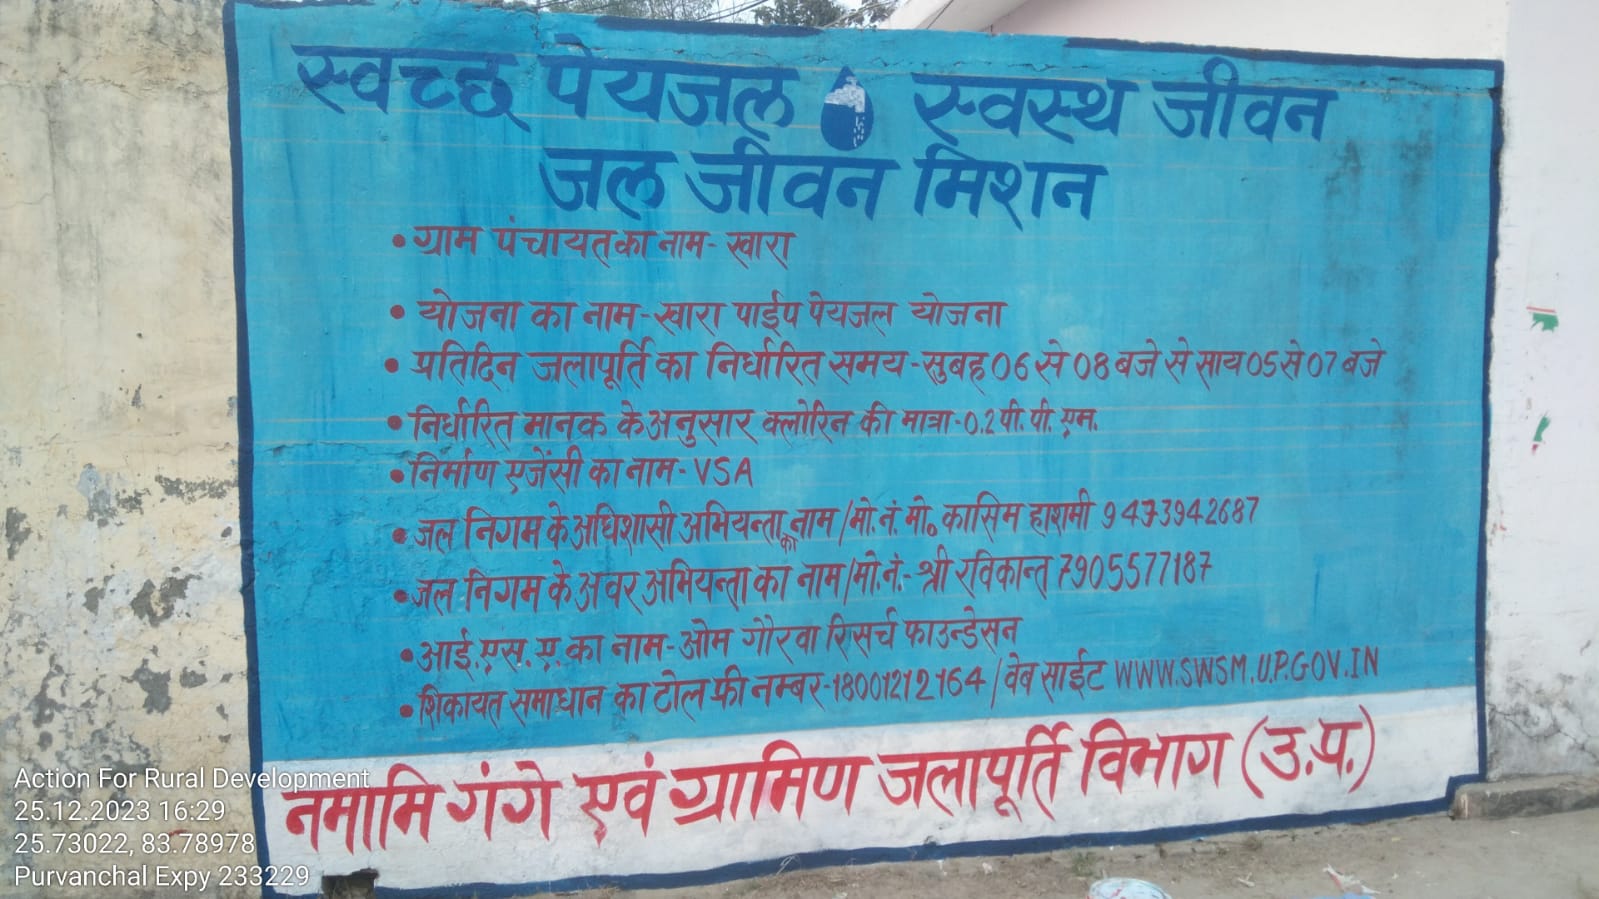 स्वच्छ पेयजल स्वस्थ जीवन
जल जीवन मिशन
• ग्राम पंचायत का नाम - खारा
• योजना का नाम - खारा पाईप पेयजल योजना
• प्रतिदिन जलापूर्ति का निर्धारित समय - सुबह 06 से 08 बजे से साय 05 से 07 बजे
• निर्धारित मानक के अनुसार क्लोरिन की मात्रा - 0.2 पी. पी. एम.
• निर्माण एजेंसी का नाम - VSA
• जल निगम के अधिशासी अभियन्ता का नाम / मो. नं. मो० कासिम हाशमी 9473942687
• जल निगम के अवर अभियन्ता का नाम / मो. नं. - श्री रविकान्त 7905577187
• आई. एस. ए. का नाम - ओम गौरवा रिसर्च फाउन्डेसन
• शिकायत समाधान का टोल फ्री नम्बर - 18001212164 / वेब साईट WWW.SWSM.UP.GOV.IN
नमामि गंगे एवं ग्रामिण जलापूर्ति विभाग (उ.प्र.)
Action For Rural Development
25.12.2023 16:29
25.73022, 83.78978
Purvanchal Expy 233229